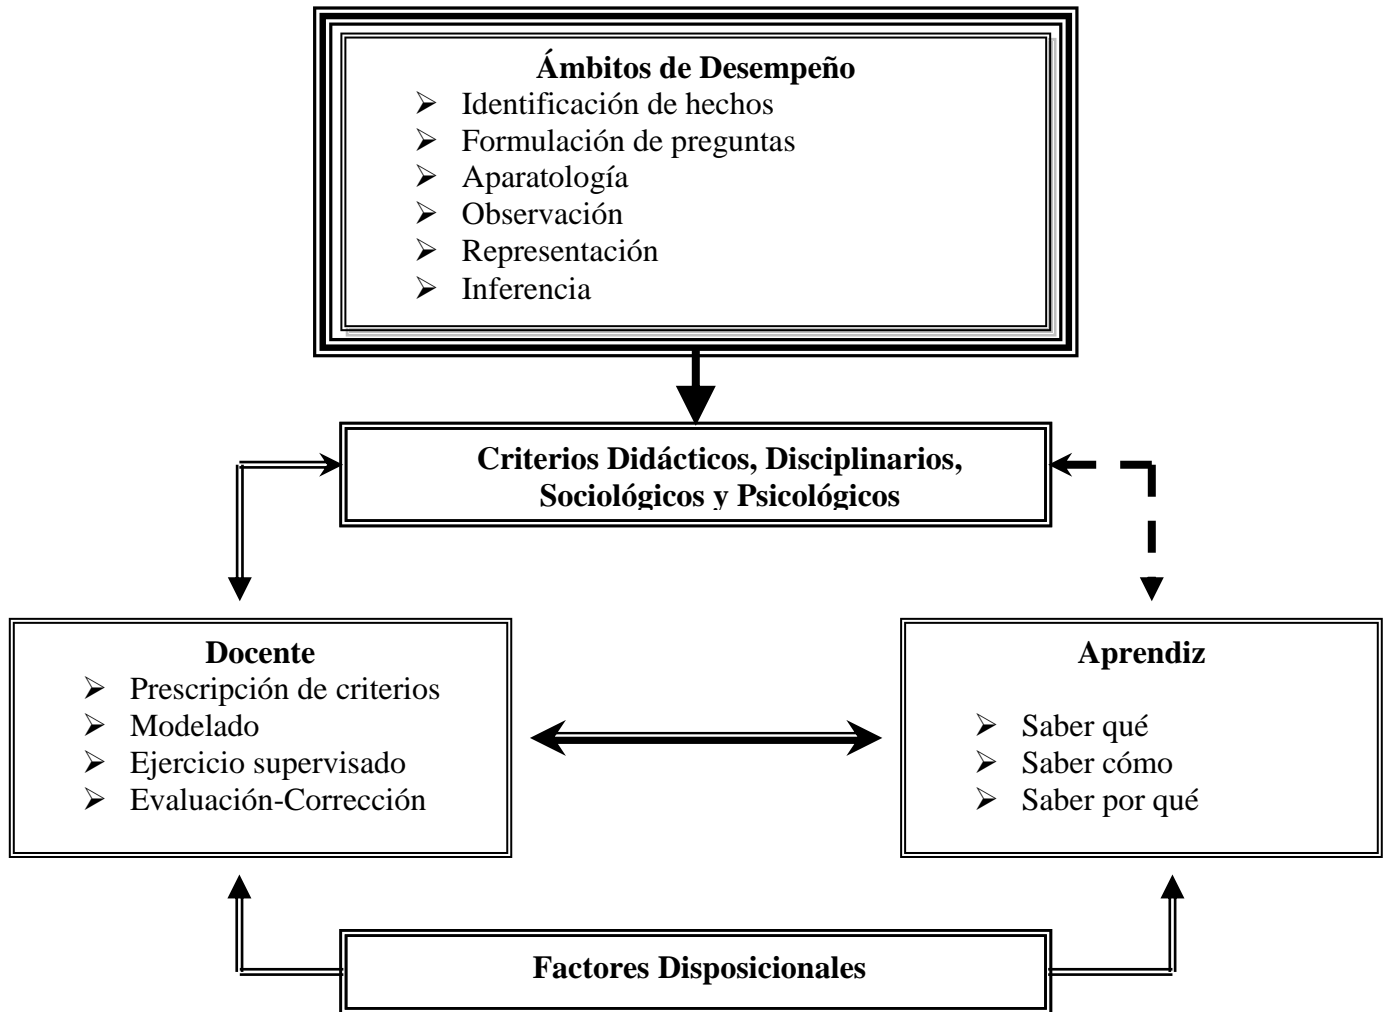 Ámbitos de Desempeño
➢ Identificación de hechos
➢ Formulación de preguntas
➢ Aparatología
➢ Observación
➢ Representación
➢ Inferencia
Criterios Didácticos, Disciplinarios,
Sociológicos y Psicológicos
Docente
➢ Prescripción de criterios
➢ Modelado
➢ Ejercicio supervisado
➢ Evaluación-Corrección
Aprendiz
➢ Saber qué
➢ Saber cómo
➢ Saber por qué
Factores Disposicionales